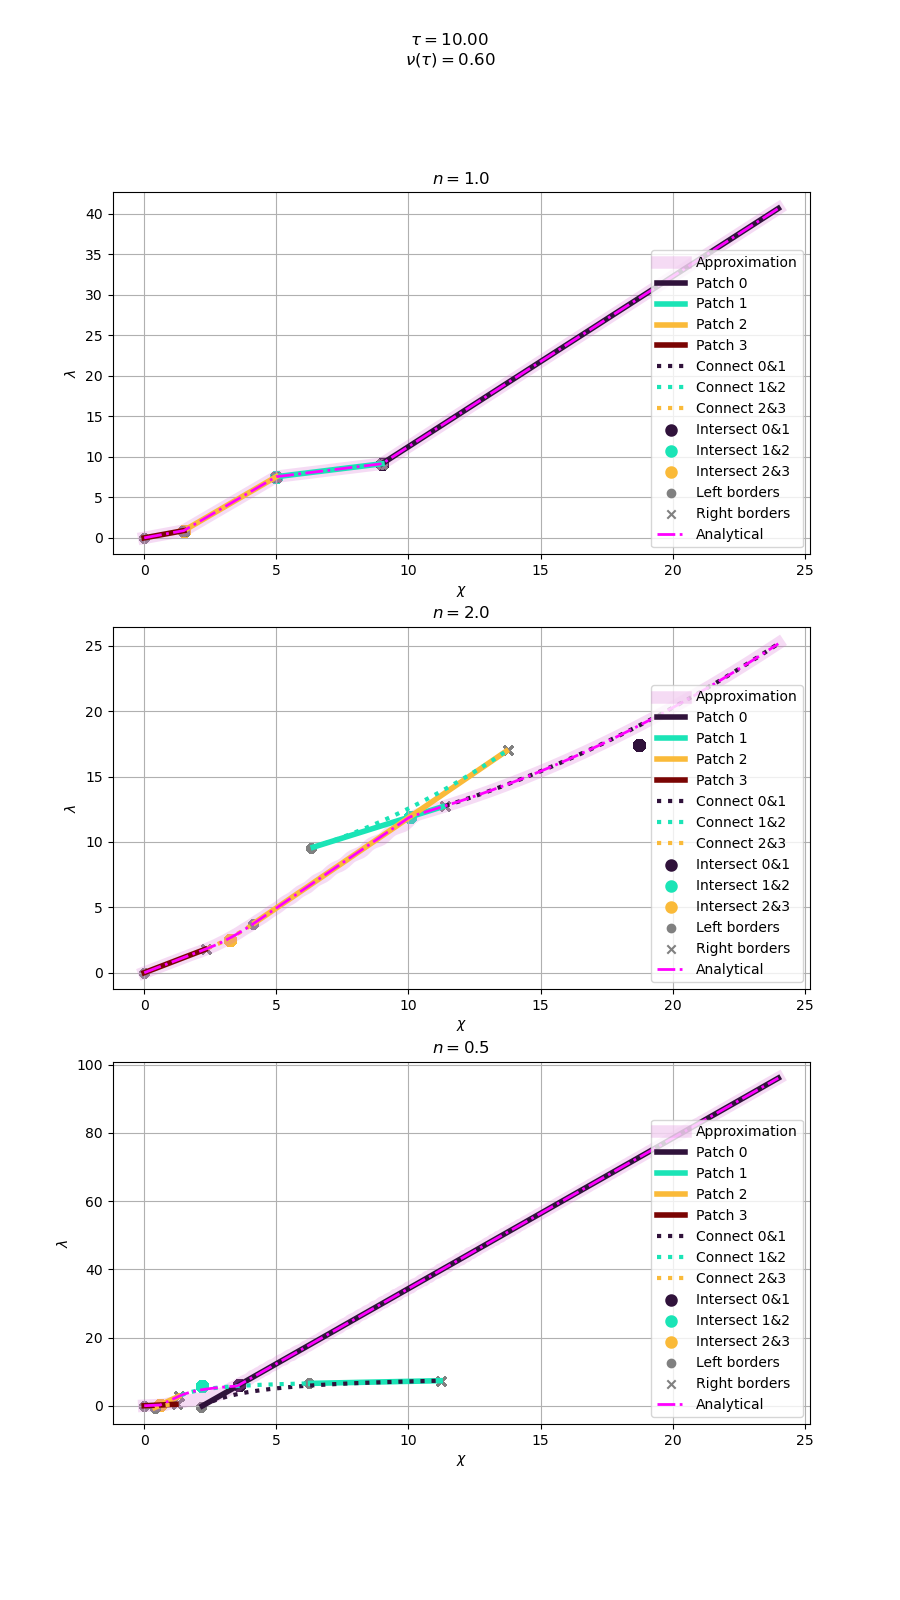 τ = 10.00
ν(τ) = 0.60
n = 1.0
40
35
30
25
20
15
10
5
0
λ
0 5 10 15 20 25
χ
Approximation
Patch 0
Patch 1
Patch 2
Patch 3
Connect 0&1
Connect 1&2
Connect 2&3
Intersect 0&1
Intersect 1&2
Intersect 2&3
Left borders
Right borders
Analytical
n = 2.0
25
20
15
10
5
0
λ
0 5 10 15 20 25
χ
Approximation
Patch 0
Patch 1
Patch 2
Patch 3
Connect 0&1
Connect 1&2
Connect 2&3
Intersect 0&1
Intersect 1&2
Intersect 2&3
Left borders
Right borders
Analytical
n = 0.5
100
80
60
40
20
0
λ
0 5 10 15 20 25
χ
Approximation
Patch 0
Patch 1
Patch 2
Patch 3
Connect 0&1
Connect 1&2
Connect 2&3
Intersect 0&1
Intersect 1&2
Intersect 2&3
Left borders
Right borders
Analytical